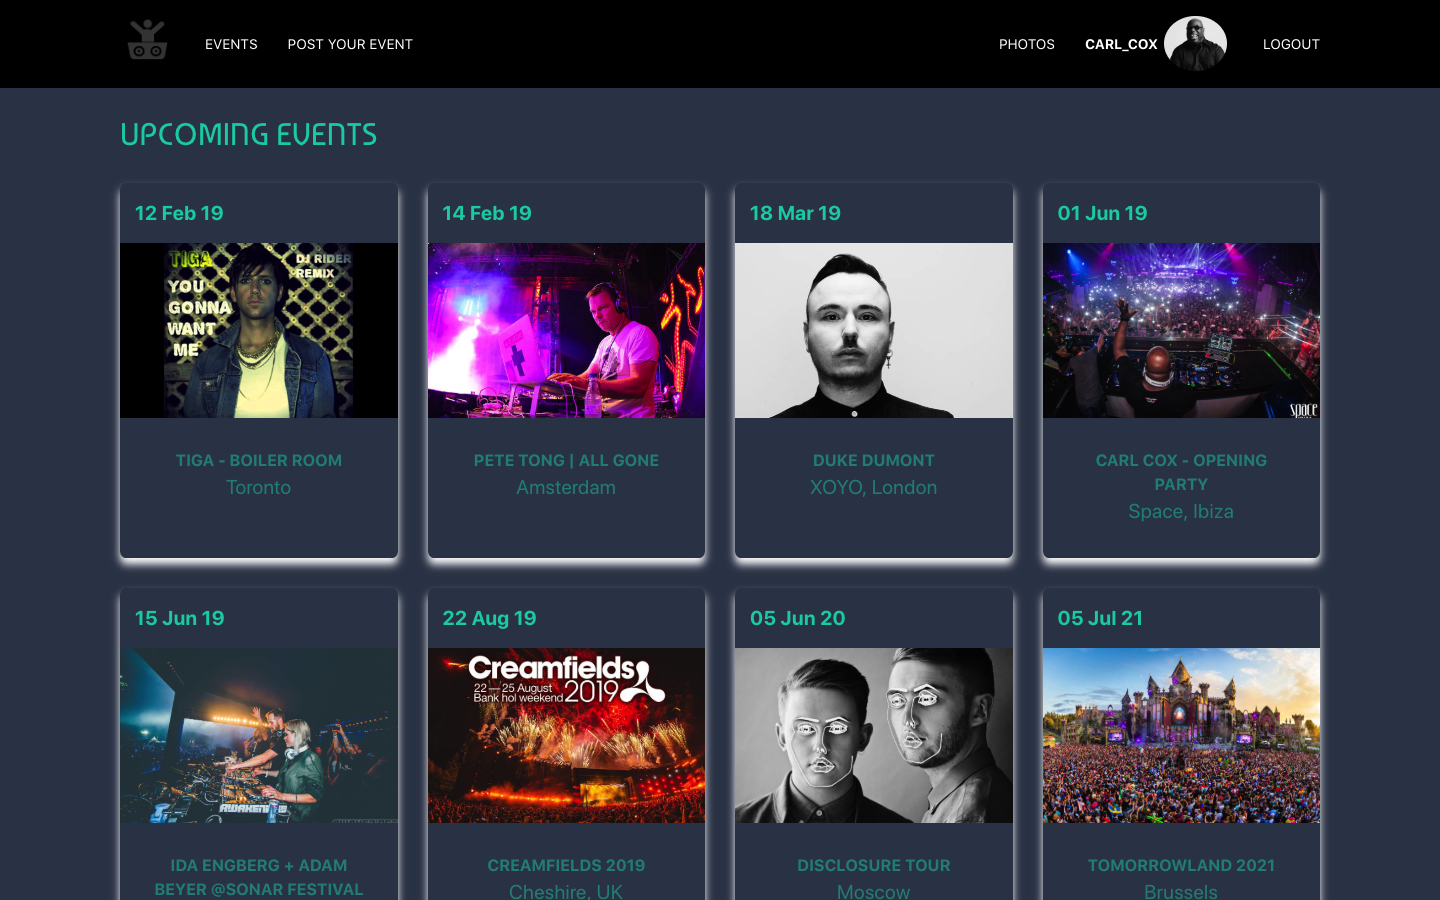 EVENTS
POST YOUR EVENT
PHOTOS
CARL_COX
LOGOUT
UPCOMING EVENTS
12 Feb 19
14 Feb 19
18 Mar 19
01 Jun 19
TIGA
DJ RIDER
REMIX
YOU
GONNA
WANT
ME
space
TIGA - BOILER ROOM
Toronto
PETE TONG | ALL GONE
Amsterdam
DUKE DUMONT
XOYO, London
CARL COX - OPENING
PARTY
Space, Ibiza
15 Jun 19
22 Aug 19
05 Jun 20
05 Jul 21
Creamfields
22—25 August
Bank hol weekend
2019
IDA ENGBERG + ADAM
BEYER @SONAR FESTIVAL
CREAMFIELDS 2019
Cheshire, UK
DISCLOSURE TOUR
Moscow
TOMORROWLAND 2021
Brussels